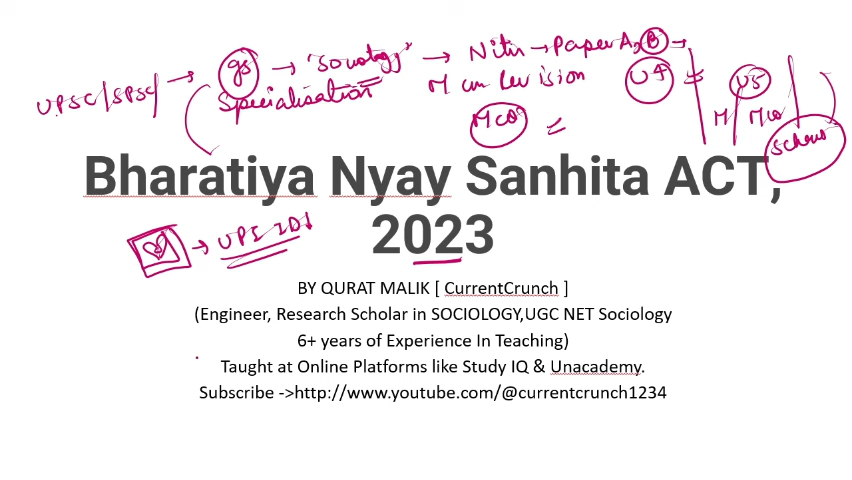 UPSC/SPSC/ → GS → "Sociology" → Nitin → Paper A, B →
Specialisation M cum Revision U4 U5
MCQ M MCQ
Bharatiya Nyay Sanhita ACT,
2023
→ UPI IDs
BY QURAT MALIK [ CurrentCrunch ]
(Engineer, Research Scholar in SOCIOLOGY,UGC NET Sociology
6+ years of Experience In Teaching)
Taught at Online Platforms like Study IQ & Unacademy.
Subscribe ->http://www.youtube.com/@currentcrunch1234